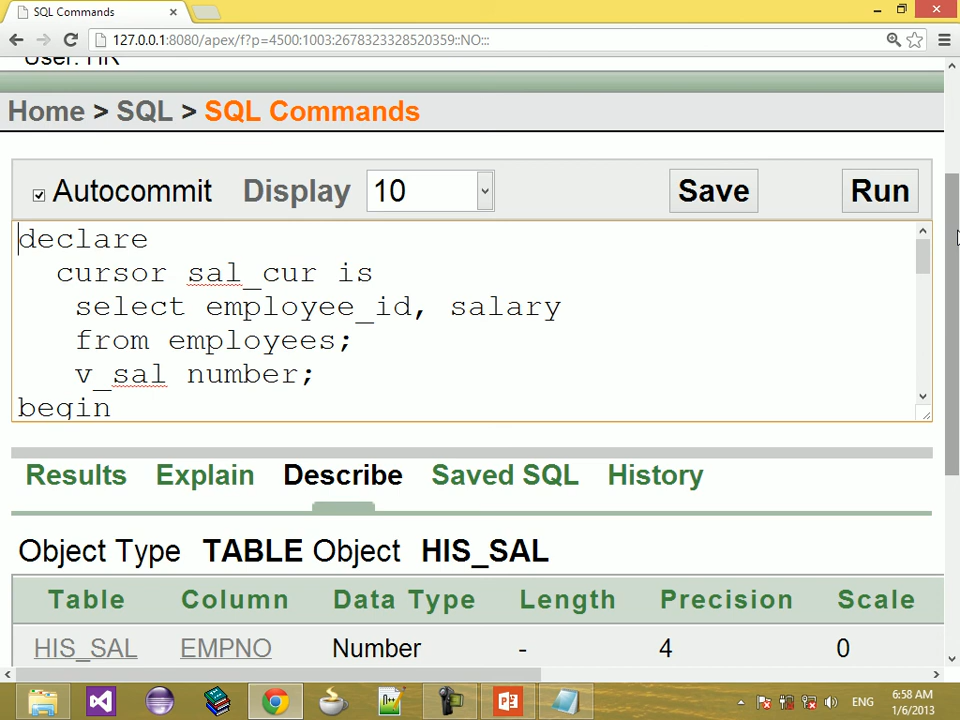 SQL Commands
127.0.0.1:8080/apex/f?p=4500:1003:2678323328520359::NO:::
User: HR
Home > SQL > SQL Commands
Autocommit Display 10 Save Run
declare
cursor sal_cur is
select employee_id, salary
from employees;
v_sal number;
begin
Results Explain Describe Saved SQL History
Object Type TABLE Object HIS_SAL
Table Column Data Type Length Precision Scale
HIS_SAL EMPNO Number - 4 0
ENG
6:58 AM
1/6/2013